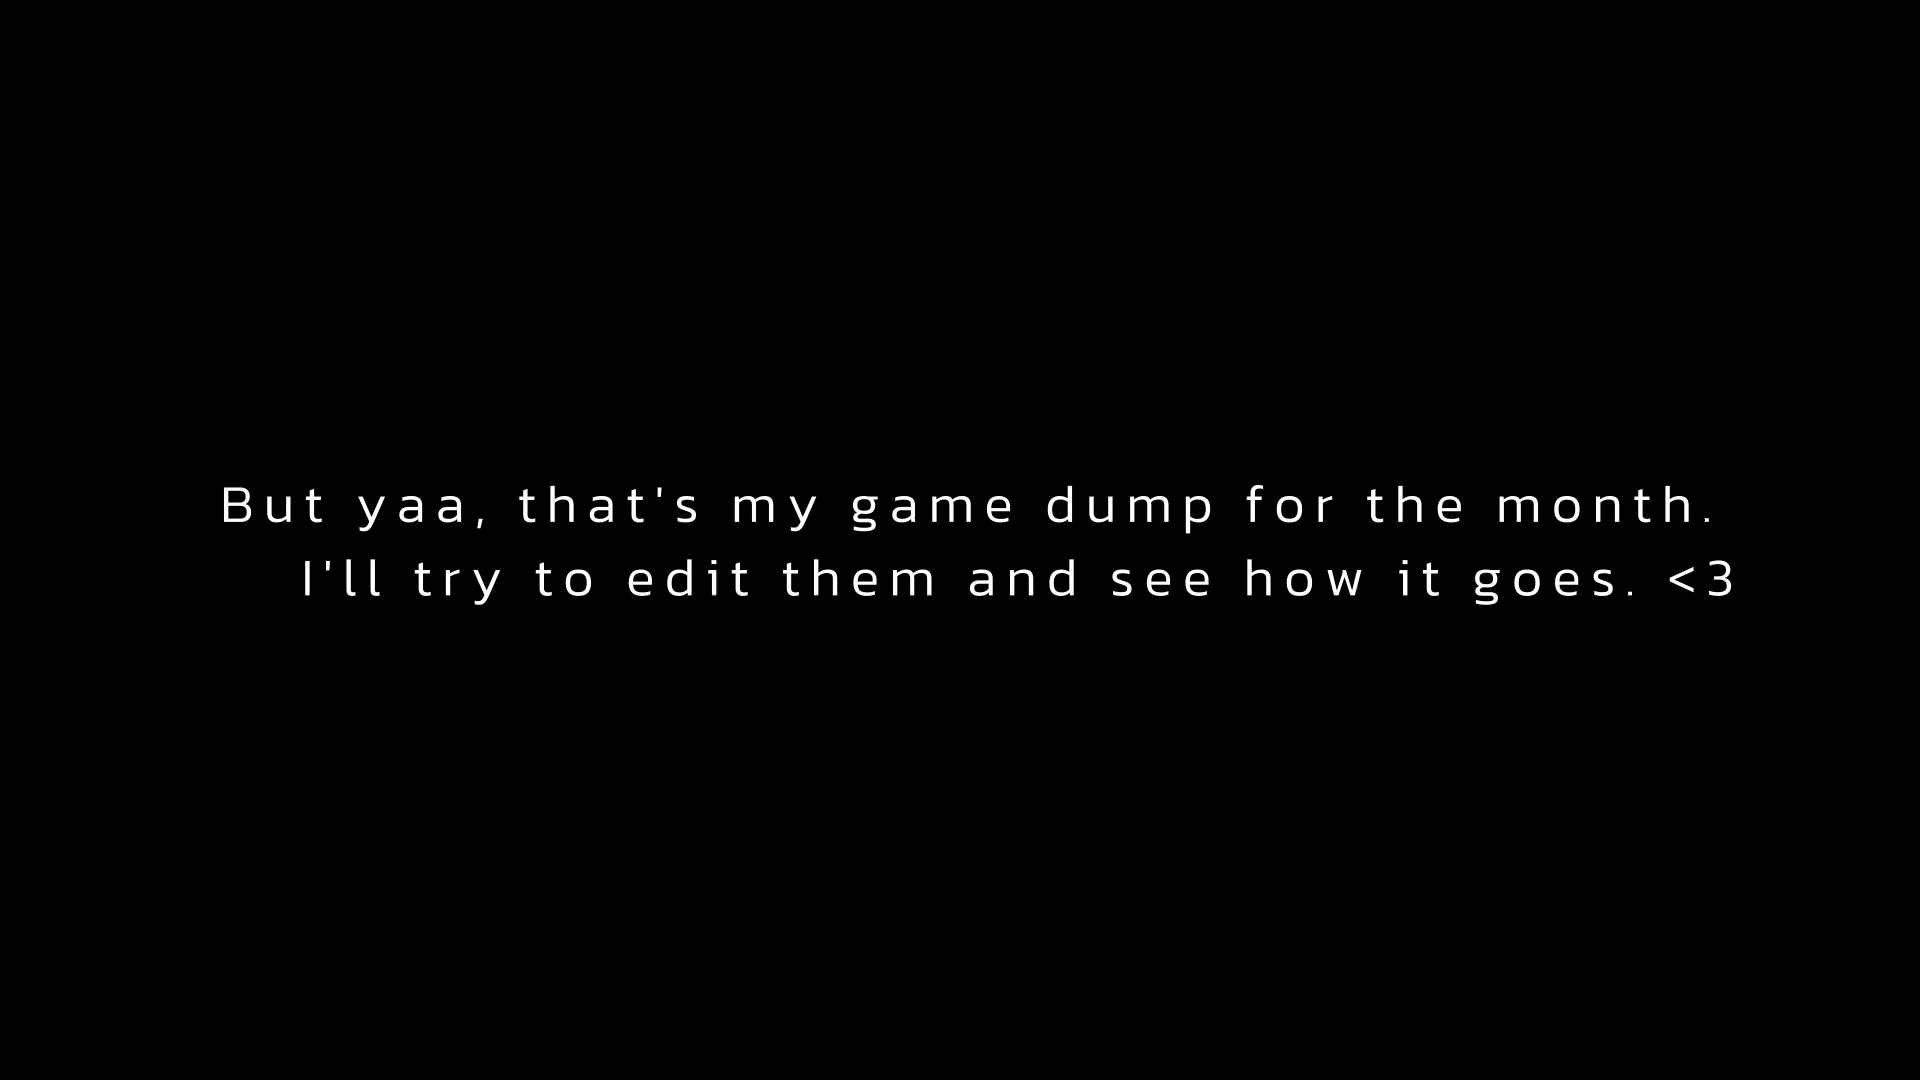 But yaa, that's my game dump for the month.
I'll try to edit them and see how it goes. <3